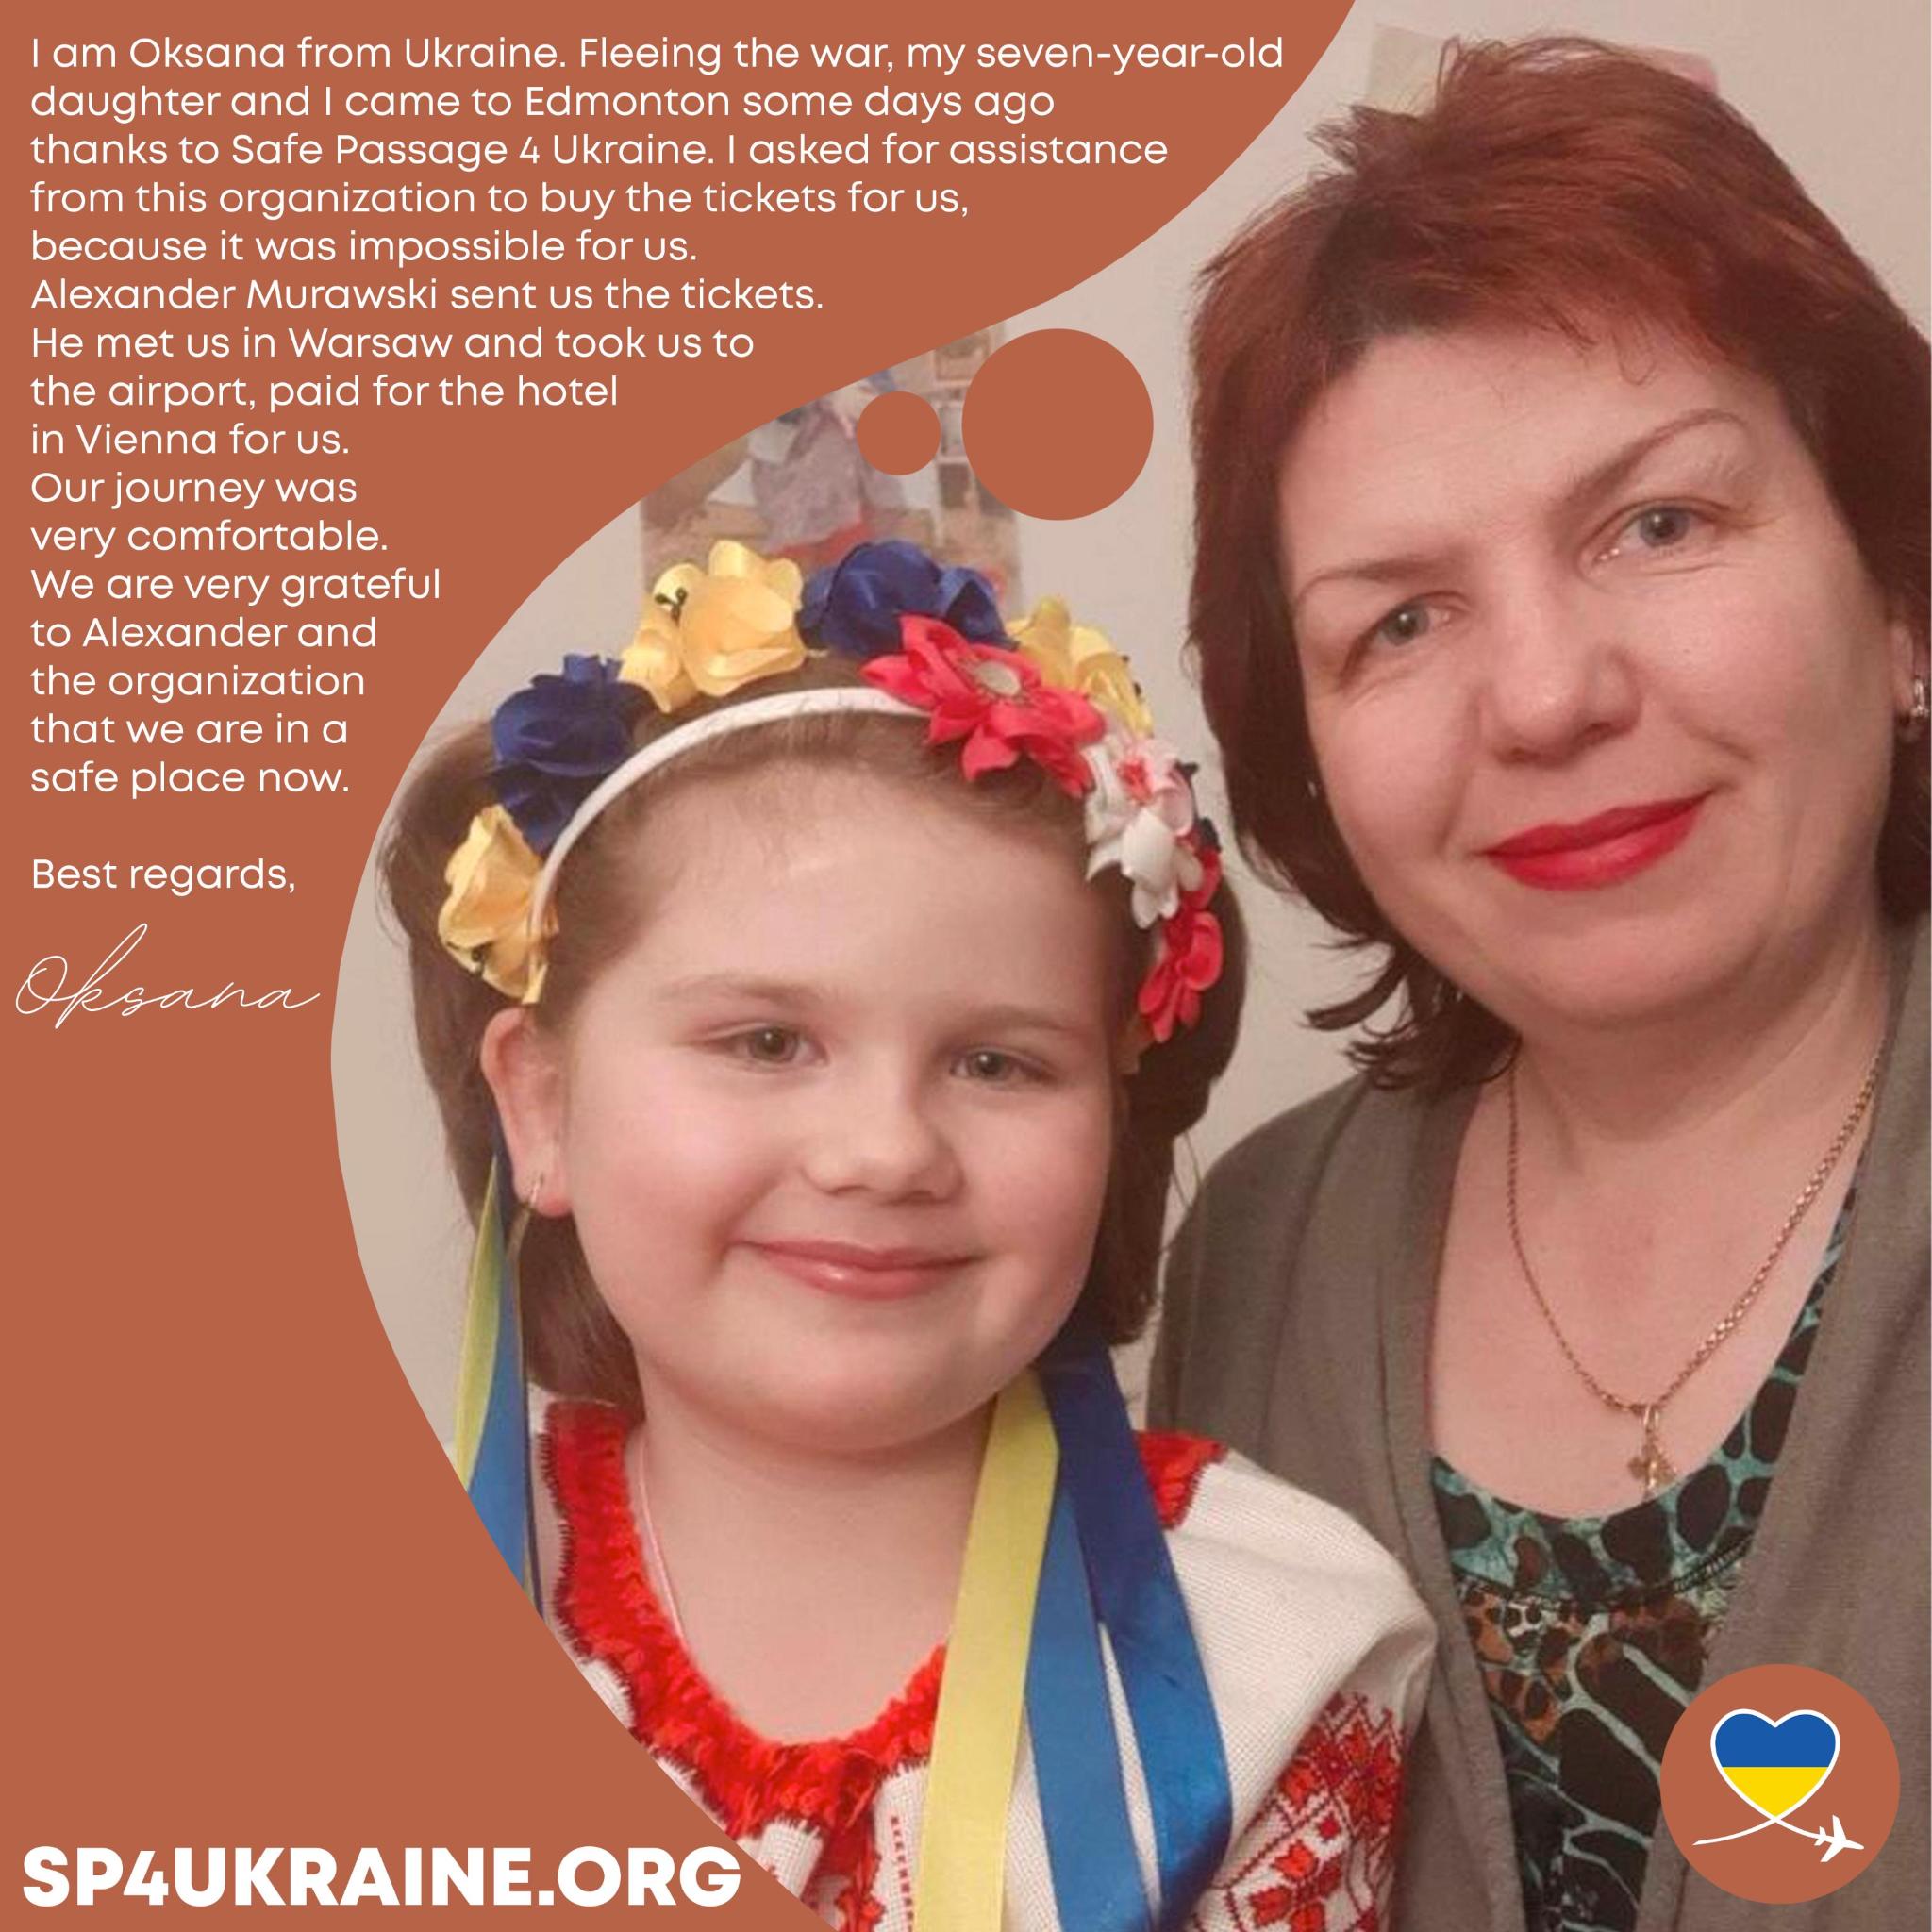 I am Oksana from Ukraine. Fleeing the war, my seven-year-old
daughter and I came to Edmonton some days ago
thanks to Safe Passage 4 Ukraine. I asked for assistance
from this organization to buy the tickets for us,
because it was impossible for us.
Alexander Murawski sent us the tickets.
He met us in Warsaw and took us to
the airport, paid for the hotel
in Vienna for us.
Our journey was
very comfortable.
We are very grateful
to Alexander and
the organization
that we are in a
safe place now.
Best regards,
Oksana
SP4UKRAINE.ORG